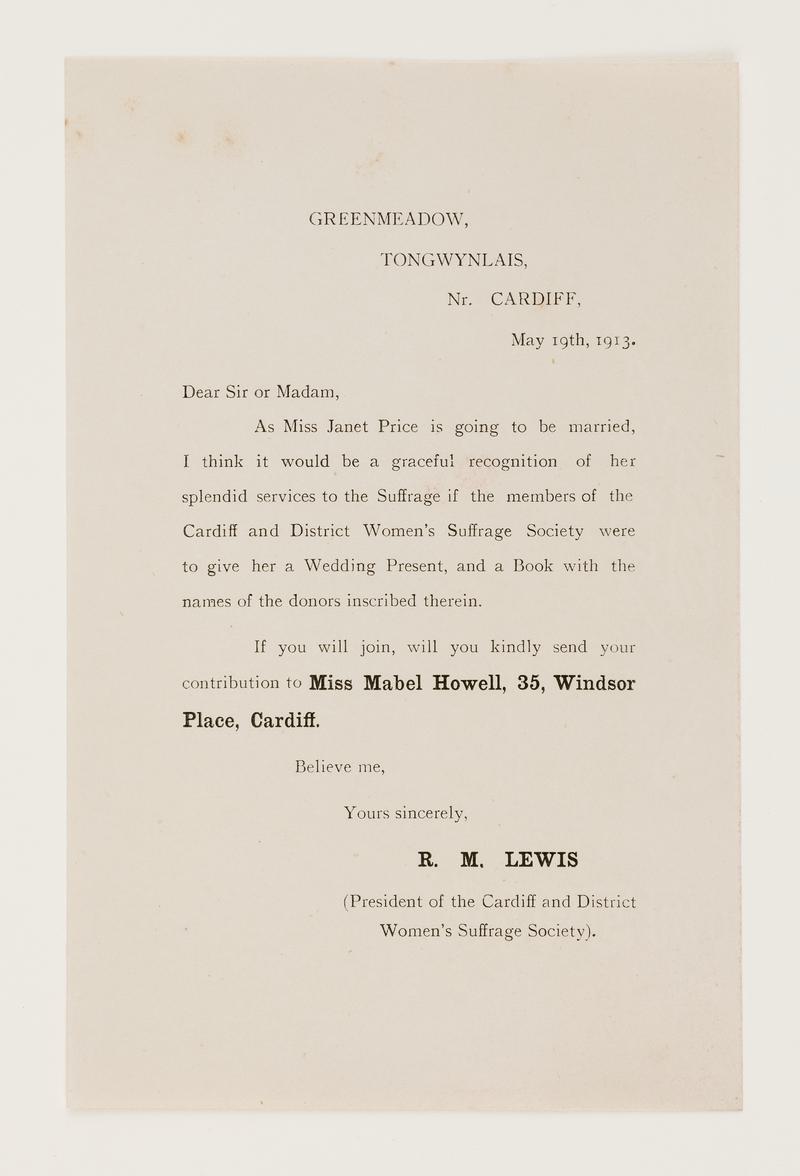 GREENMEADOW,
TONGWYNLAIS,
Nr. CARDIFF,
May 19th, 1913.
Dear Sir or Madam,
As Miss Janet Price is going to be married,
I think it would be a graceful recognition of her
splendid services to the Suffrage if the members of the
Cardiff and District Women's Suffrage Society were
to give her a Wedding Present, and a Book with the
names of the donors inscribed therein.
If you will join, will you kindly send your
contribution to Miss Mabel Howell, 35, Windsor
Place, Cardiff.
Believe me,
Yours sincerely,
R. M. LEWIS
(President of the Cardiff and District
Women's Suffrage Society).